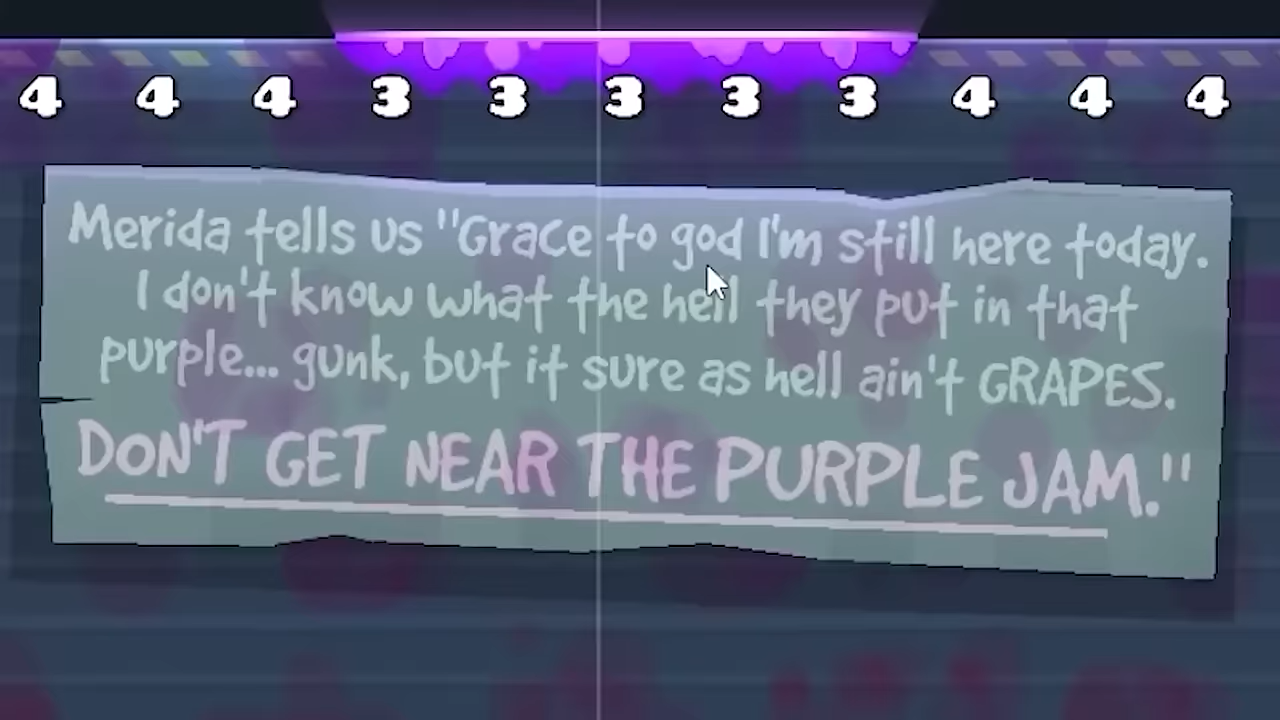 4 4 4 3 3 3 3 3 4 4 4
Merida tells us "Grace to god I'm still here today.
I don't know what the hell they put in that
purple... gunk, but it sure as hell ain't GRAPES.
DON'T GET NEAR THE PURPLE JAM."